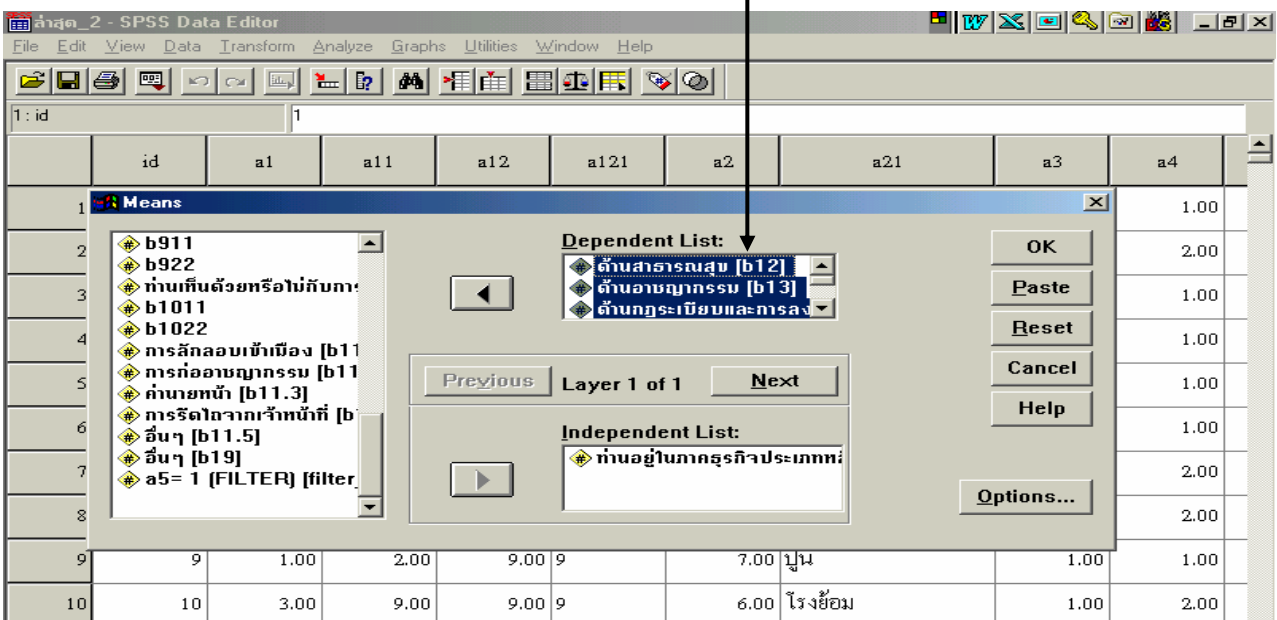 ล่าสุด_2 - SPSS Data Editor
File Edit View Data Transform Analyze Graphs Utilities Window Help
1 : id 1
id a1 a11 a12 a121 a2 a21 a3 a4
1 1.00
2 2.00
3 1.00
4 1.00
5 1.00
6 1.00
7 2.00
8 2.00
9 9 1.00 2.00 9.00 9 7.00 ปูน 1.00 1.00
10 10 3.00 9.00 9.00 9 6.00 โรงย้อม 1.00 2.00
Means
b911
b922
ท่านเห็นด้วยหรือไม่กับการ
b1011
b1022
การลักลอบเข้าเมือง [b11
การก่ออาชญากรรม [b11
ค่านายหน้า [b11.3]
การรีดไถจากเจ้าหน้าที่ [b
อื่นๆ [b11.5]
อื่นๆ [b19]
a5= 1 (FILTER) [filter_
Dependent List:
ด้านสาธารณสุข [b12]
ด้านอาชญากรรม [b13]
ด้านกฎระเบียบและการลง
Previous Layer 1 of 1 Next
Independent List:
ท่านอยู่ในภาคธุรกิจประเภท
OK
Paste
Reset
Cancel
Help
Options...